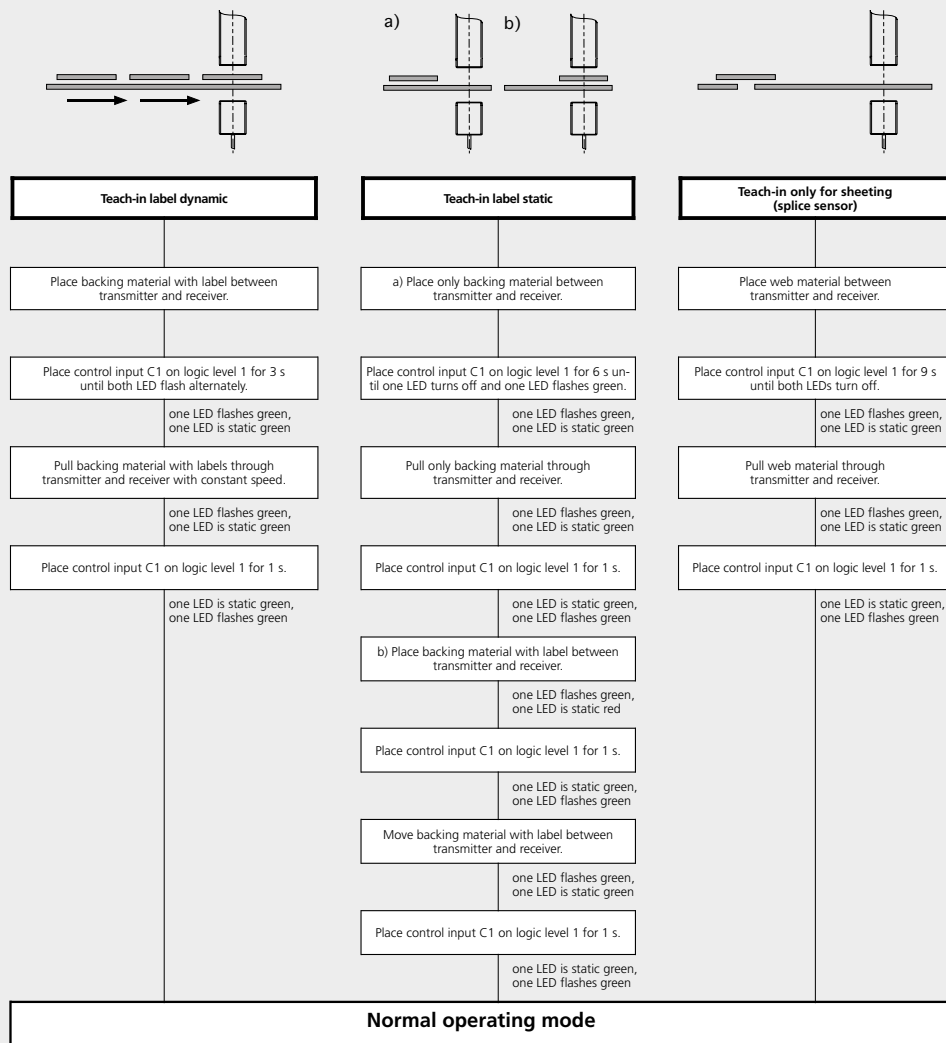 a)
b)
Teach-in label dynamic
Place backing material with label between
transmitter and receiver.
Place control input C1 on logic level 1 for 3 s
until both LED flash alternately.
one LED flashes green,
one LED is static green
Pull backing material with labels through
transmitter and receiver with constant speed.
one LED flashes green,
one LED is static green
Place control input C1 on logic level 1 for 1 s.
one LED is static green,
one LED flashes green
Teach-in label static
a) Place only backing material between
transmitter and receiver.
Place control input C1 on logic level 1 for 6 s un-
til one LED turns off and one LED flashes green.
one LED flashes green,
one LED is static green
Pull only backing material through
transmitter and receiver.
one LED flashes green,
one LED is static green
Place control input C1 on logic level 1 for 1 s.
one LED is static green,
one LED flashes green
b) Place backing material with label between
transmitter and receiver.
one LED flashes green,
one LED is static red
Place control input C1 on logic level 1 for 1 s.
one LED is static green,
one LED flashes green
Move backing material with label between
transmitter and receiver.
one LED flashes green,
one LED is static green
Place control input C1 on logic level 1 for 1 s.
one LED is static green,
one LED flashes green
Teach-in only for sheeting
(splice sensor)
Place web material between
transmitter and receiver.
Place control input C1 on logic level 1 for 9 s
until both LEDs turn off.
one LED flashes green,
one LED is static green
Pull web material through
transmitter and receiver.
one LED flashes green,
one LED is static green
Place control input C1 on logic level 1 for 1 s.
one LED is static green,
one LED flashes green
Normal operating mode